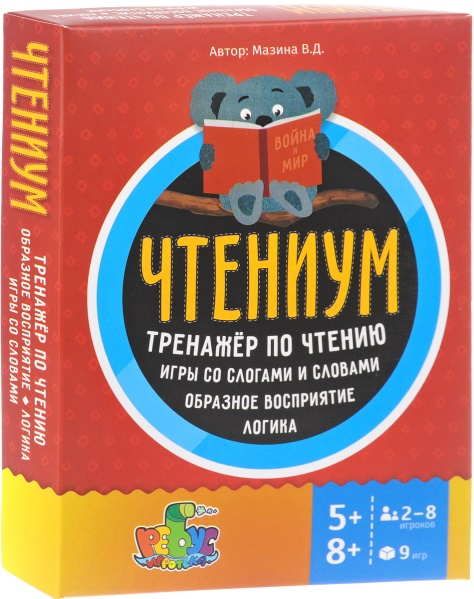 Автор: Мазина В.Д.
ВОЙНА
И
МИР
ЧТЕНИУМ
ТРЕНАЖЁР ПО ЧТЕНИЮ
ИГРЫ СО СЛОГАМИ И СЛОВАМИ
ОБРАЗНОЕ ВОСПРИЯТИЕ
ЛОГИКА
5+
8+
2–8
игроков
9 игр
РЕБУС
ИГРОТЕКА
ЧТЕНИУМ
ТРЕНАЖЁР ПО ЧТЕНИЮ
ОБРАЗНОЕ ВОСПРИЯТИЕ ◆ ЛОГИКА
ИГРЫ СО СЛОВАМИ